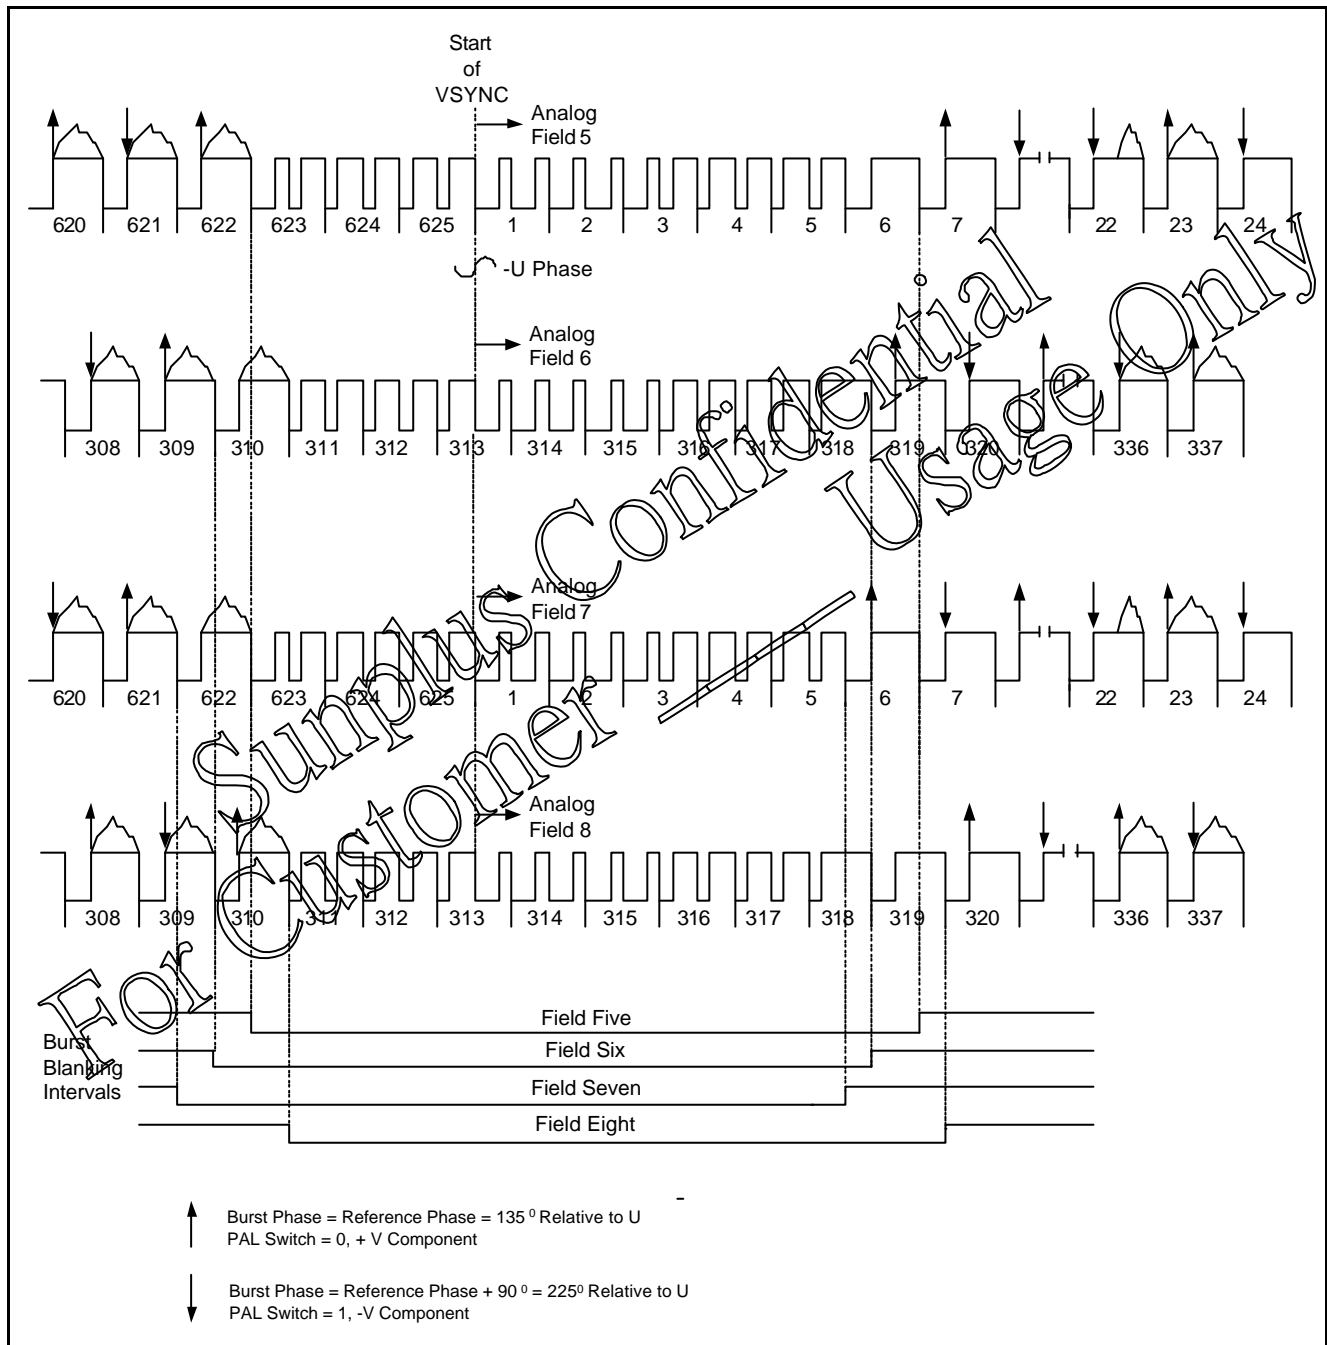 Start
of
VSYNC
Analog
Field 5
620 621 622 623 624 625 1 2 3 4 5 6 7 22 23 24
-U Phase
Analog
Field 6
308 309 310 311 312 313 314 315 316 317 318 319 320 336 337
Analog
Field 7
620 621 622 623 624 625 1 2 3 4 5 6 7 22 23 24
Analog
Field 8
308 309 310 311 312 313 314 315 316 317 318 319 320 336 337
Sunplus Confidential
For Customer / Usage Only
Burst
Blanking
Intervals
Field Five
Field Six
Field Seven
Field Eight
Burst Phase = Reference Phase = 135 ⁰ Relative to U
PAL Switch = 0, + V Component
Burst Phase = Reference Phase + 90 ⁰ = 225⁰ Relative to U
PAL Switch = 1, -V Component